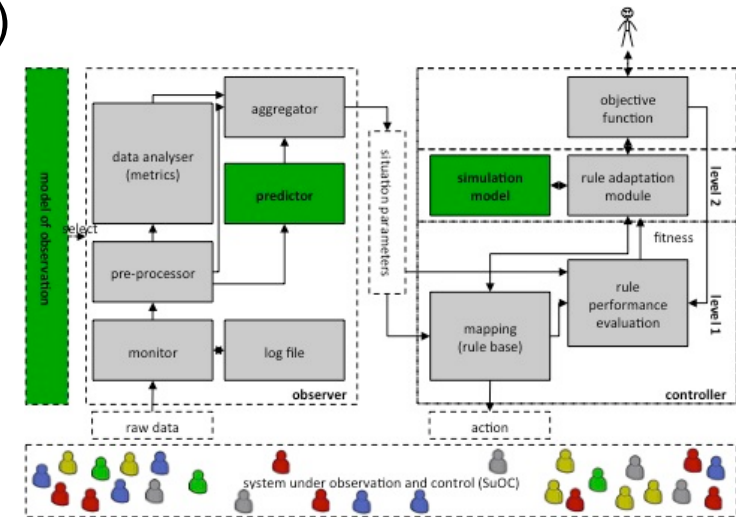 )
model of observation
select
data analyser
(metrics)
aggregator
predictor
pre-processor
monitor
log file
observer
raw data
situation parameters
objective
function
simulation
model
rule adaptation
module
level 2
fitness
mapping
(rule base)
rule
performance
evaluation
level 1
controller
action
system under observation and control (SuOC)